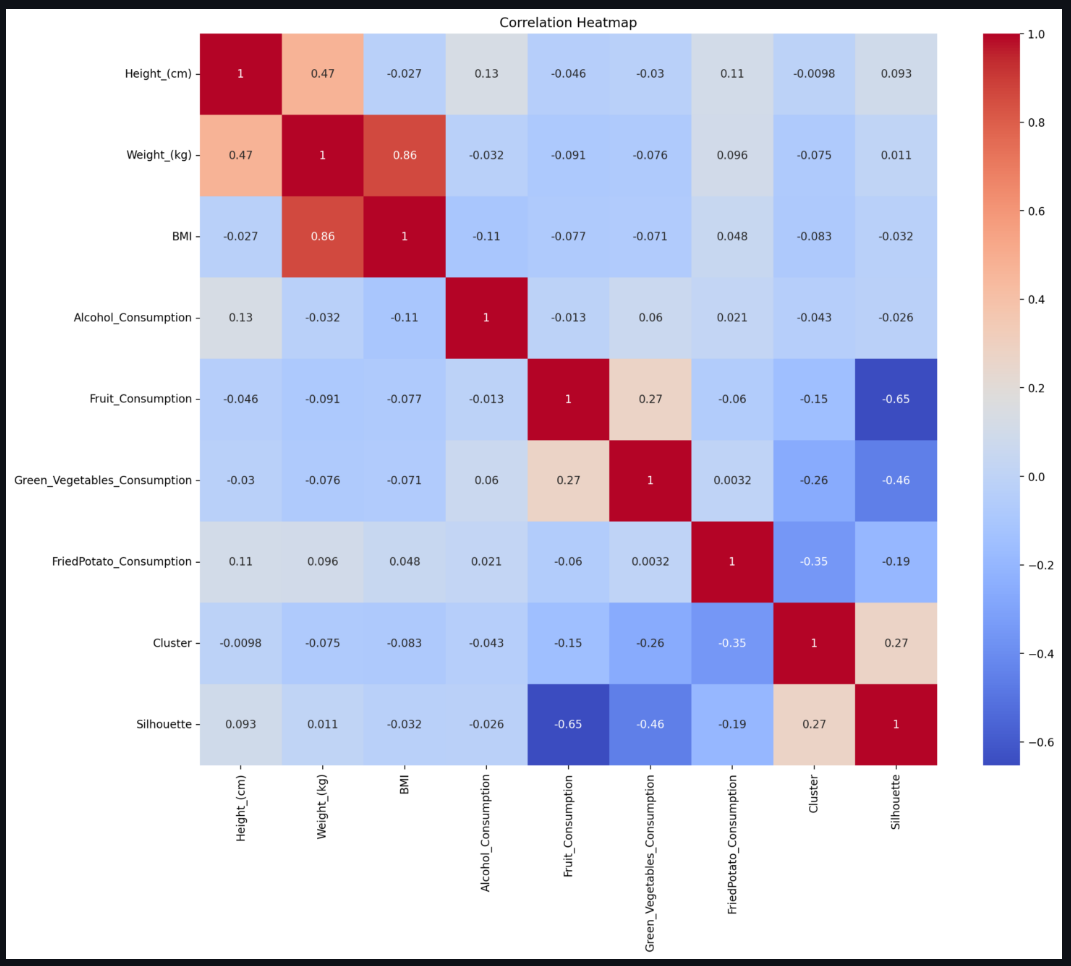 Correlation Heatmap
Height_(cm) 1 0.47 -0.027 0.13 -0.046 -0.03 0.11 -0.0098 0.093
Weight_(kg) 0.47 1 0.86 -0.032 -0.091 -0.076 0.096 -0.075 0.011
BMI -0.027 0.86 1 -0.11 -0.077 -0.071 0.048 -0.083 -0.032
Alcohol_Consumption 0.13 -0.032 -0.11 1 -0.013 0.06 0.021 -0.043 -0.026
Fruit_Consumption -0.046 -0.091 -0.077 -0.013 1 0.27 -0.06 -0.15 -0.65
Green_Vegetables_Consumption -0.03 -0.076 -0.071 0.06 0.27 1 0.0032 -0.26 -0.46
FriedPotato_Consumption 0.11 0.096 0.048 0.021 -0.06 0.0032 1 -0.35 -0.19
Cluster -0.0098 -0.075 -0.083 -0.043 -0.15 -0.26 -0.35 1 0.27
Silhouette 0.093 0.011 -0.032 -0.026 -0.65 -0.46 -0.19 0.27 1
Height_(cm)
Weight_(kg)
BMI
Alcohol_Consumption
Fruit_Consumption
Green_Vegetables_Consumption
FriedPotato_Consumption
Cluster
Silhouette
1.0
0.8
0.6
0.4
0.2
0.0
−0.2
−0.4
−0.6